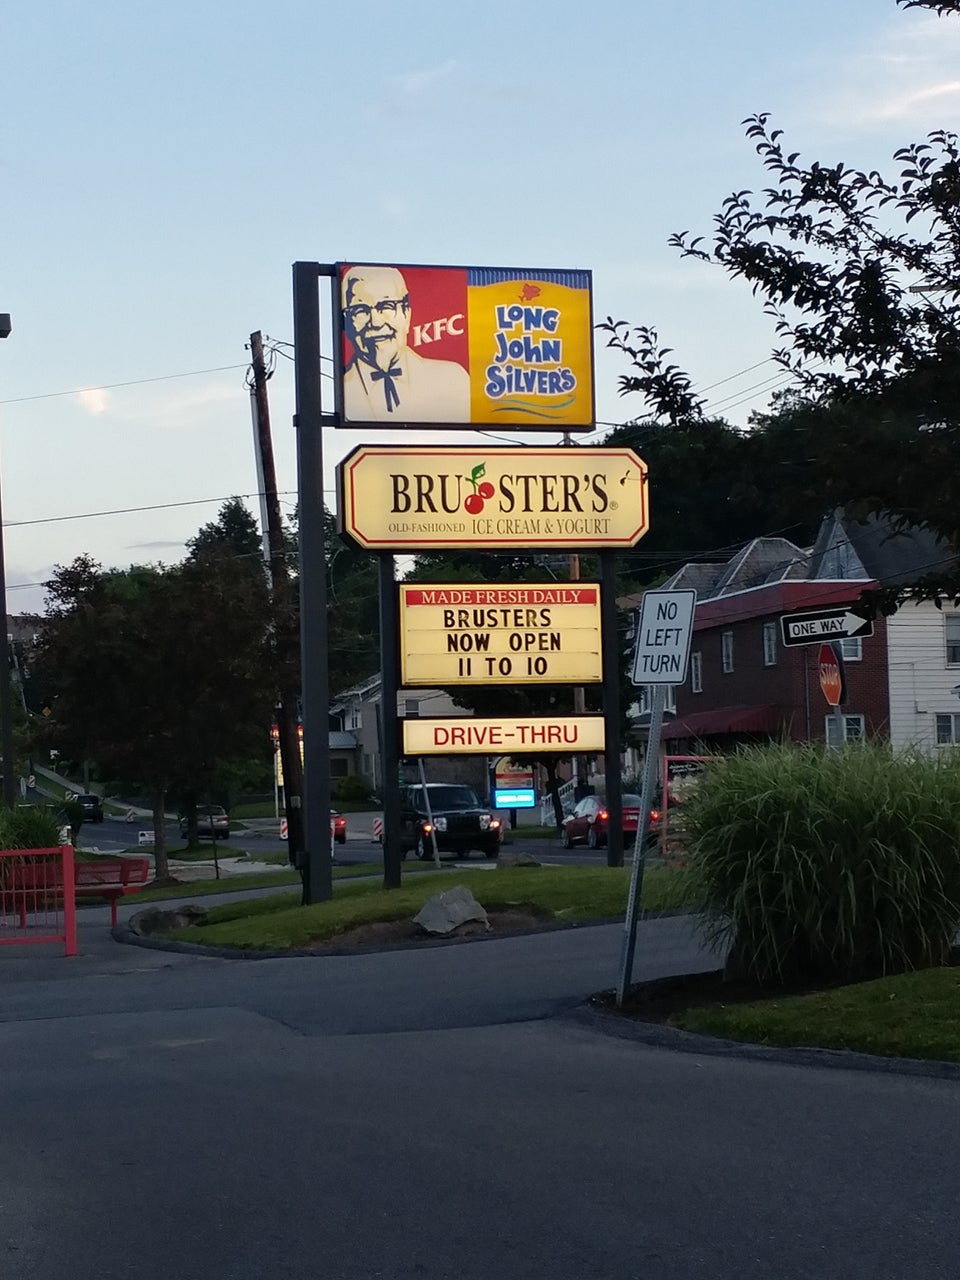 KFC
LONG
JOHN
SILVER'S
BRUSTER'S®
OLD-FASHIONED ICE CREAM & YOGURT
MADE FRESH DAILY
BRUSTERS
NOW OPEN
11 TO 10
DRIVE-THRU
NO
LEFT
TURN
ONE WAY
STOP